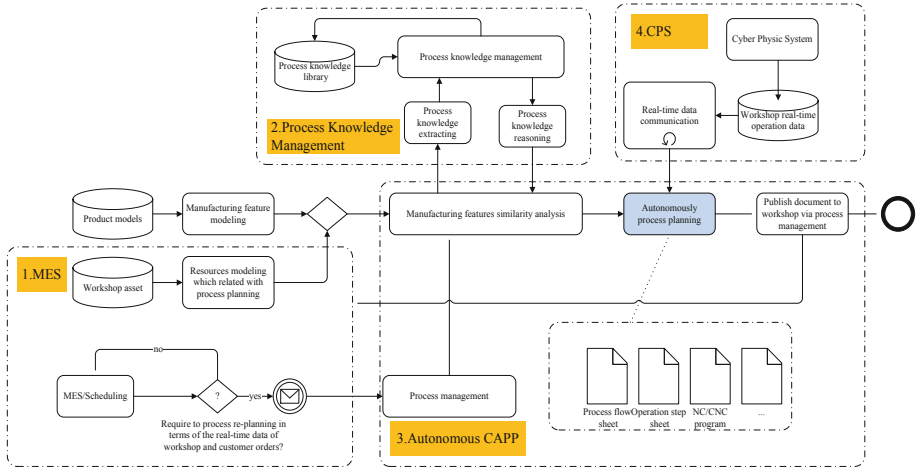 4.CPS
Cyber Physic System
Process knowledge
library
Process knowledge management
Real-time data
communication
Workshop real-time
operation data
Process
knowledge
extracting
Process
knowledge
reasoning
2.Process Knowledge
Management
Product models
Manufacturing feature
modeling
Manufacturing features similarity analysis
Autonomously
process planning
Publish document to
workshop via process
management
1.MES
Workshop asset
Resources modeling
which related with
process planning
no
MES/Scheduling
?
yes
Process management
Require to process re-planning in
terms of the real-time data of
workshop and customer orders?
3.Autonomous CAPP
Process flow
sheet
Operation step
sheet
NC/CNC
program
...